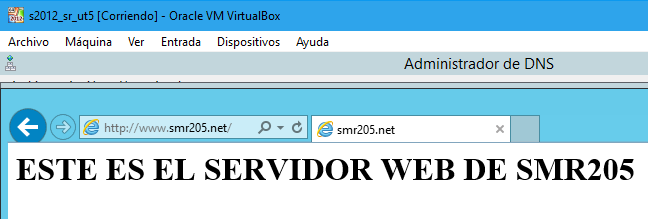 s2012_sr_ut5 [Corriendo] - Oracle VM VirtualBox
Archivo Máquina Ver Entrada Dispositivos Ayuda
Administrador de DNS
http://www.smr205.net/ smr205.net
ESTE ES EL SERVIDOR WEB DE SMR205